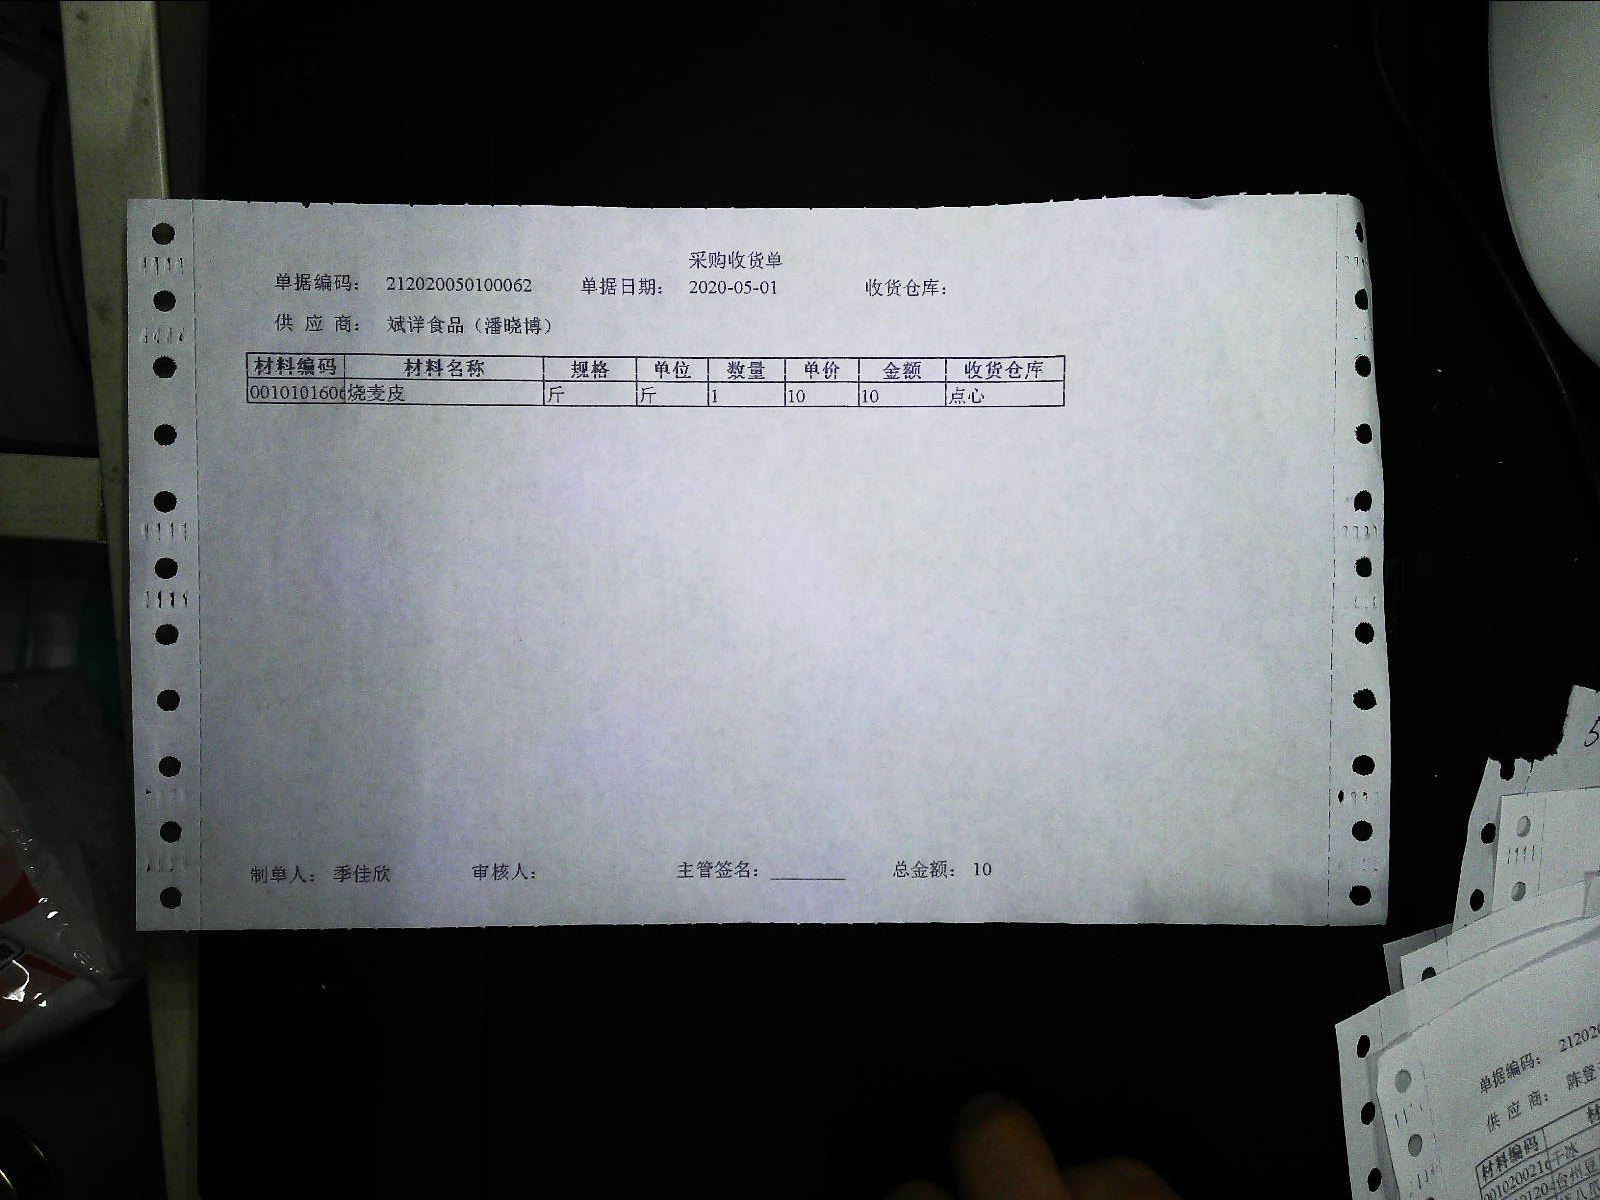 采购收货单
单据编码： 212020050100062 单据日期： 2020-05-01 收货仓库：
供 应 商： 斌详食品（潘晓博）
材料编码 材料名称 规格 单位 数量 单价 金额 收货仓库
001010160 烧麦皮 斤 斤 1 10 10 点心
制单人： 季佳欣 审核人： 主管签名： 总金额： 10
单据编码： 21202
供 应 商： 陈登
材料编码
干冰